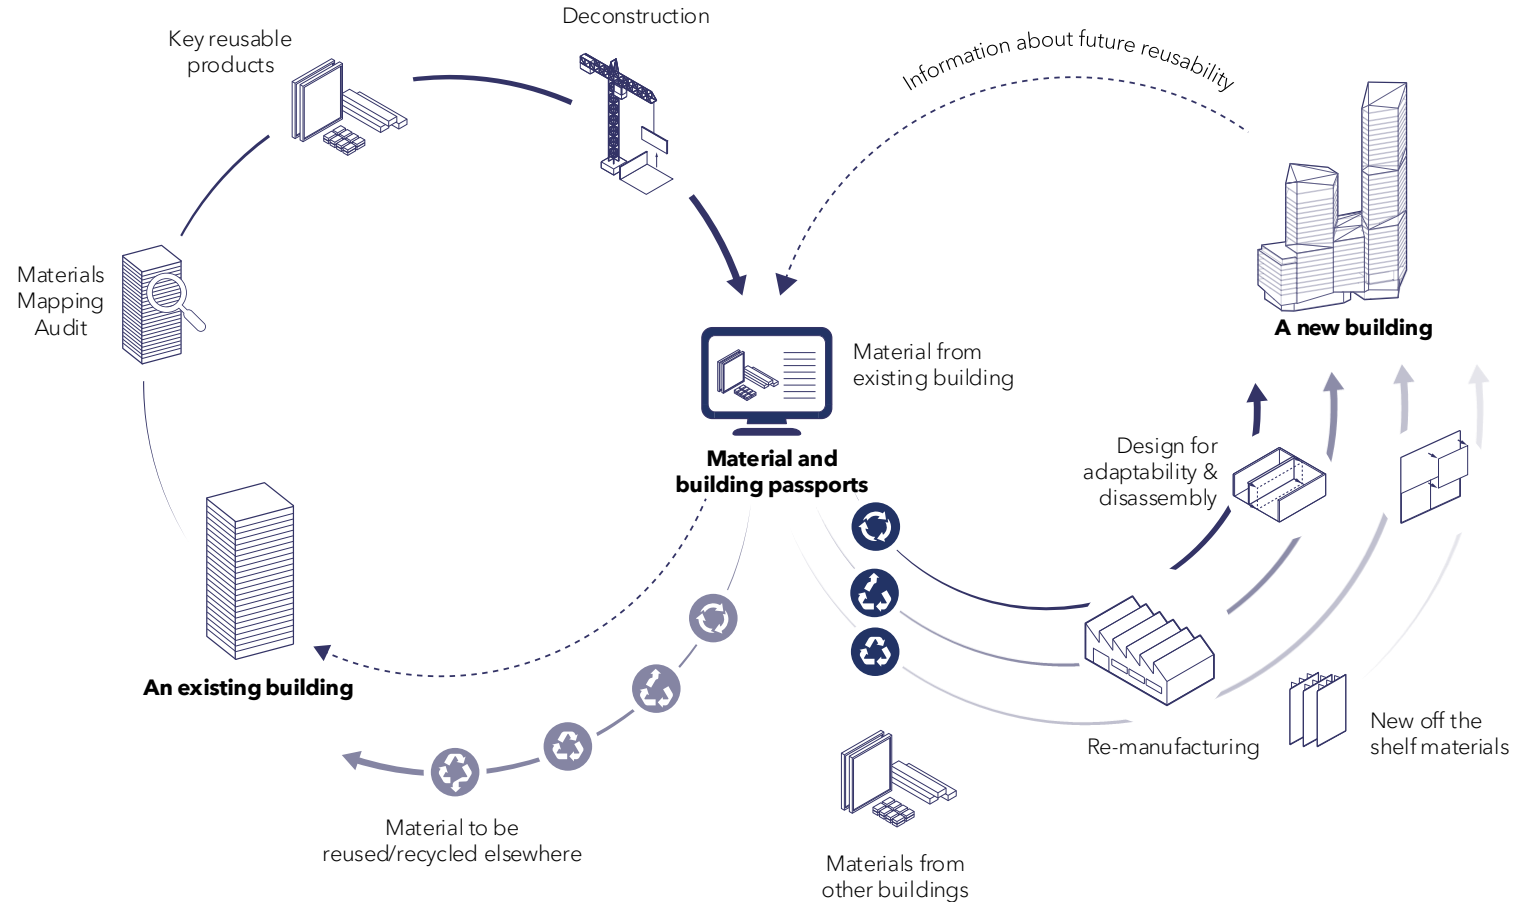 Deconstruction
Key reusable
products
Information about future reusability
Materials
Mapping
Audit
A new building
Material from
existing building
Material and
building passports
Design for
adaptability &
disassembly
An existing building
New off the
shelf materials
Re-manufacturing
Material to be
reused/recycled elsewhere
Materials from
other buildings